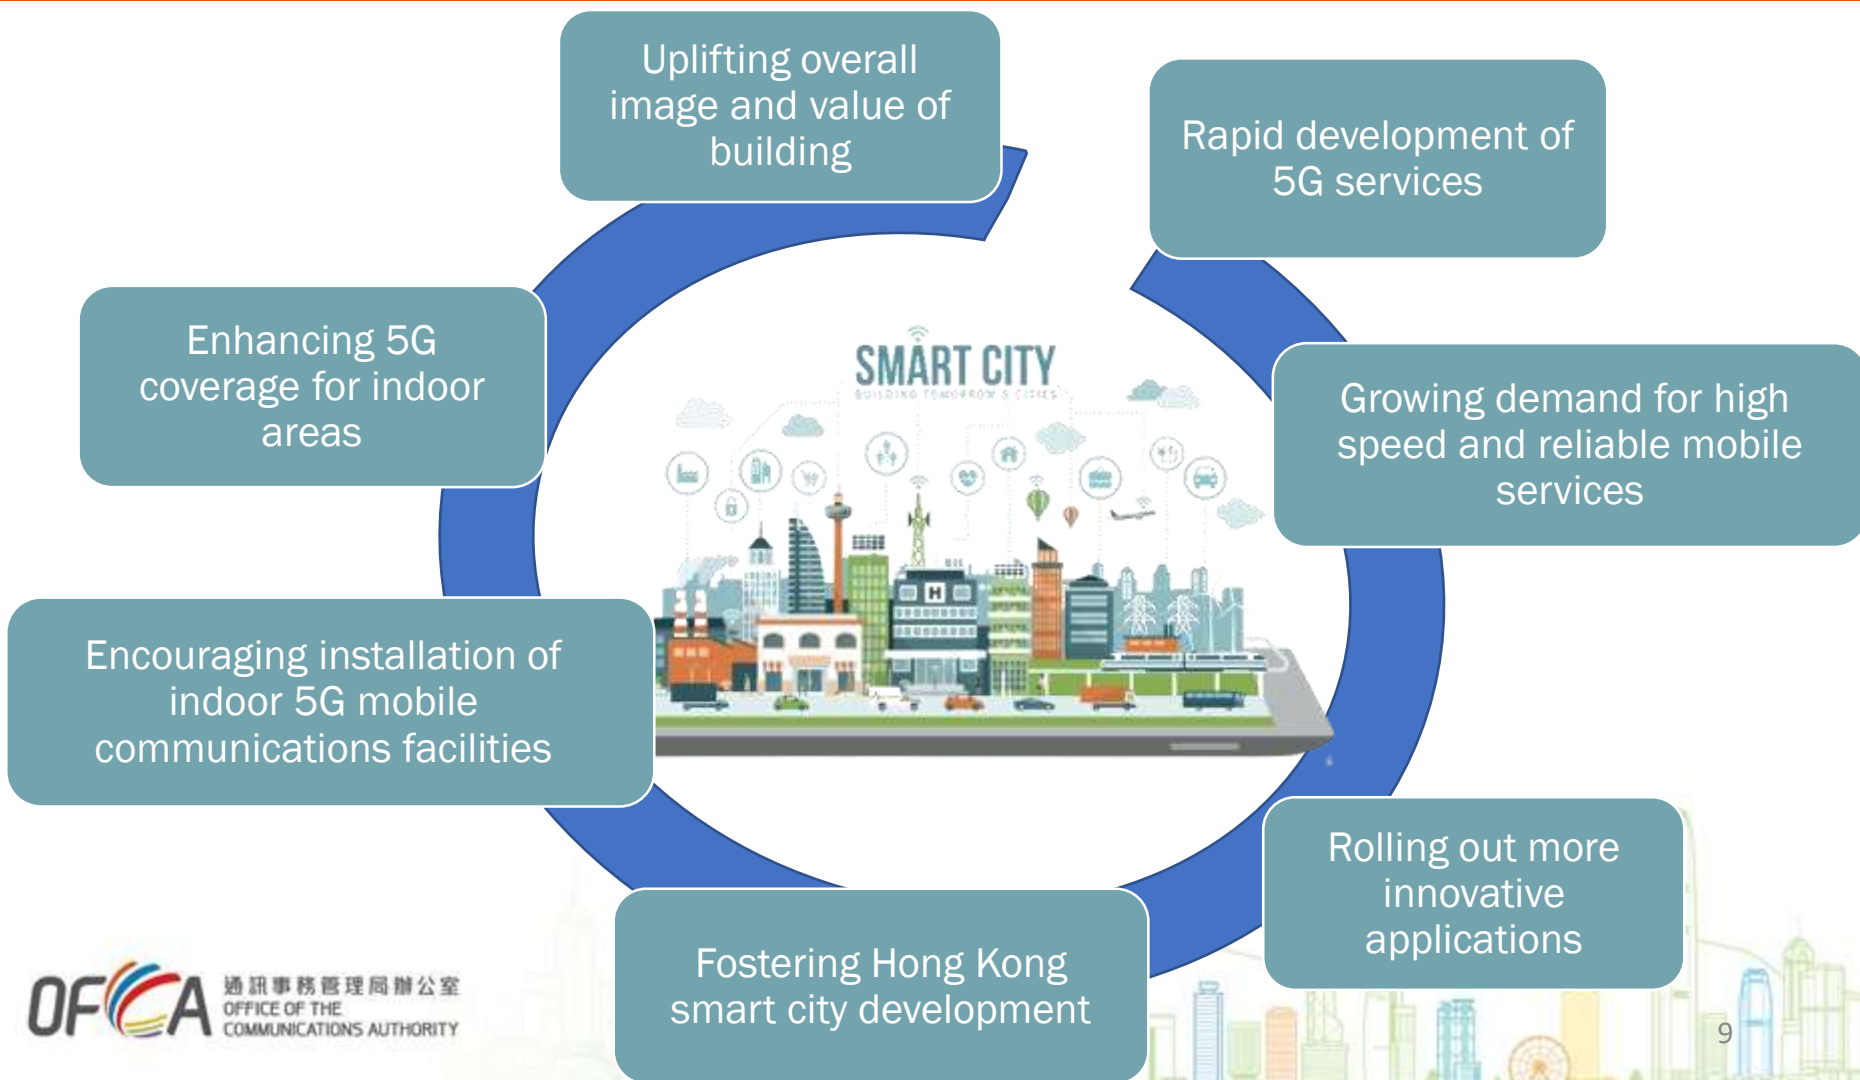 Uplifting overall
image and value of
building
Rapid development of
5G services
Enhancing 5G
coverage for indoor
areas
SMART CITY
BUILDING TOMORROW'S CITIES
Growing demand for high
speed and reliable mobile
services
H
Encouraging installation of
indoor 5G mobile
communications facilities
Rolling out more
innovative
applications
Fostering Hong Kong
smart city development
OFCA
通訊事務管理局辦公室
OFFICE OF THE
COMMUNICATIONS AUTHORITY
9